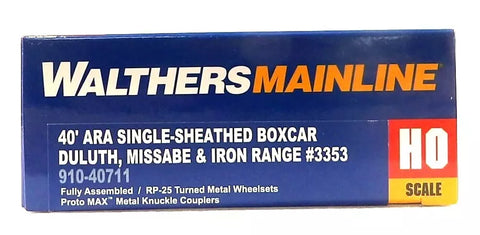 WALTHERSMAINLINE®
40' ARA SINGLE-SHEATHED BOXCAR
DULUTH, MISSABE & IRON RANGE #3353
910-40711
Fully Assembled / RP-25 Turned Metal Wheelsets
Proto MAX™ Metal Knuckle Couplers
HO
SCALE